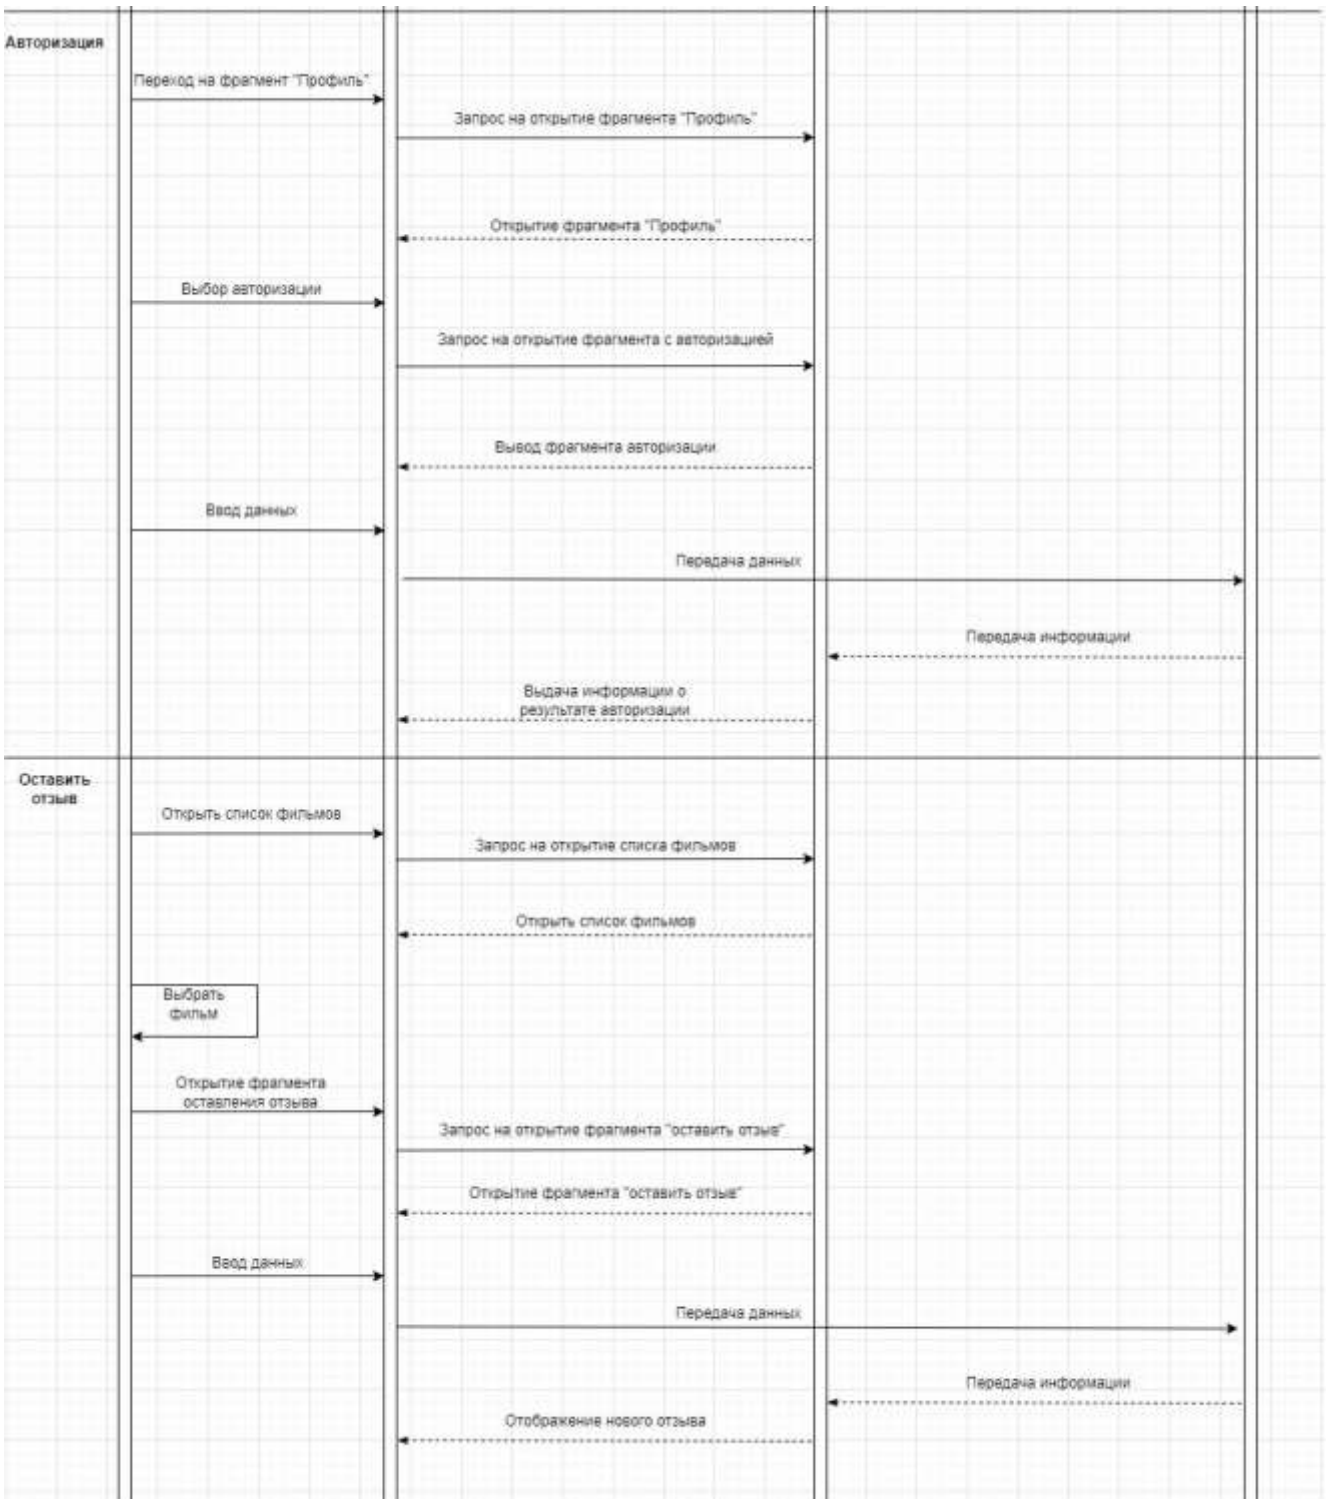 Авторизация
Переход на фрагмент "Профиль"
Запрос на открытие фрагмента "Профиль"
Открытие фрагмента "Профиль"
Выбор авторизации
Запрос на открытие фрагмента с авторизацией
Вывод фрагмента авторизации
Ввод данных
Передача данных
Передача информации
Выдача информации о
результате авторизации
Оставить
отзыв
Открыть список фильмов
Запрос на открытие списка фильмов
Открыть список фильмов
Выбрать
фильм
Открытие фрагмента
оставления отзыва
Запрос на открытие фрагмента "оставить отзыв"
Открытие фрагмента "оставить отзыв"
Ввод данных
Передача данных
Передача информации
Отображение нового отзыва